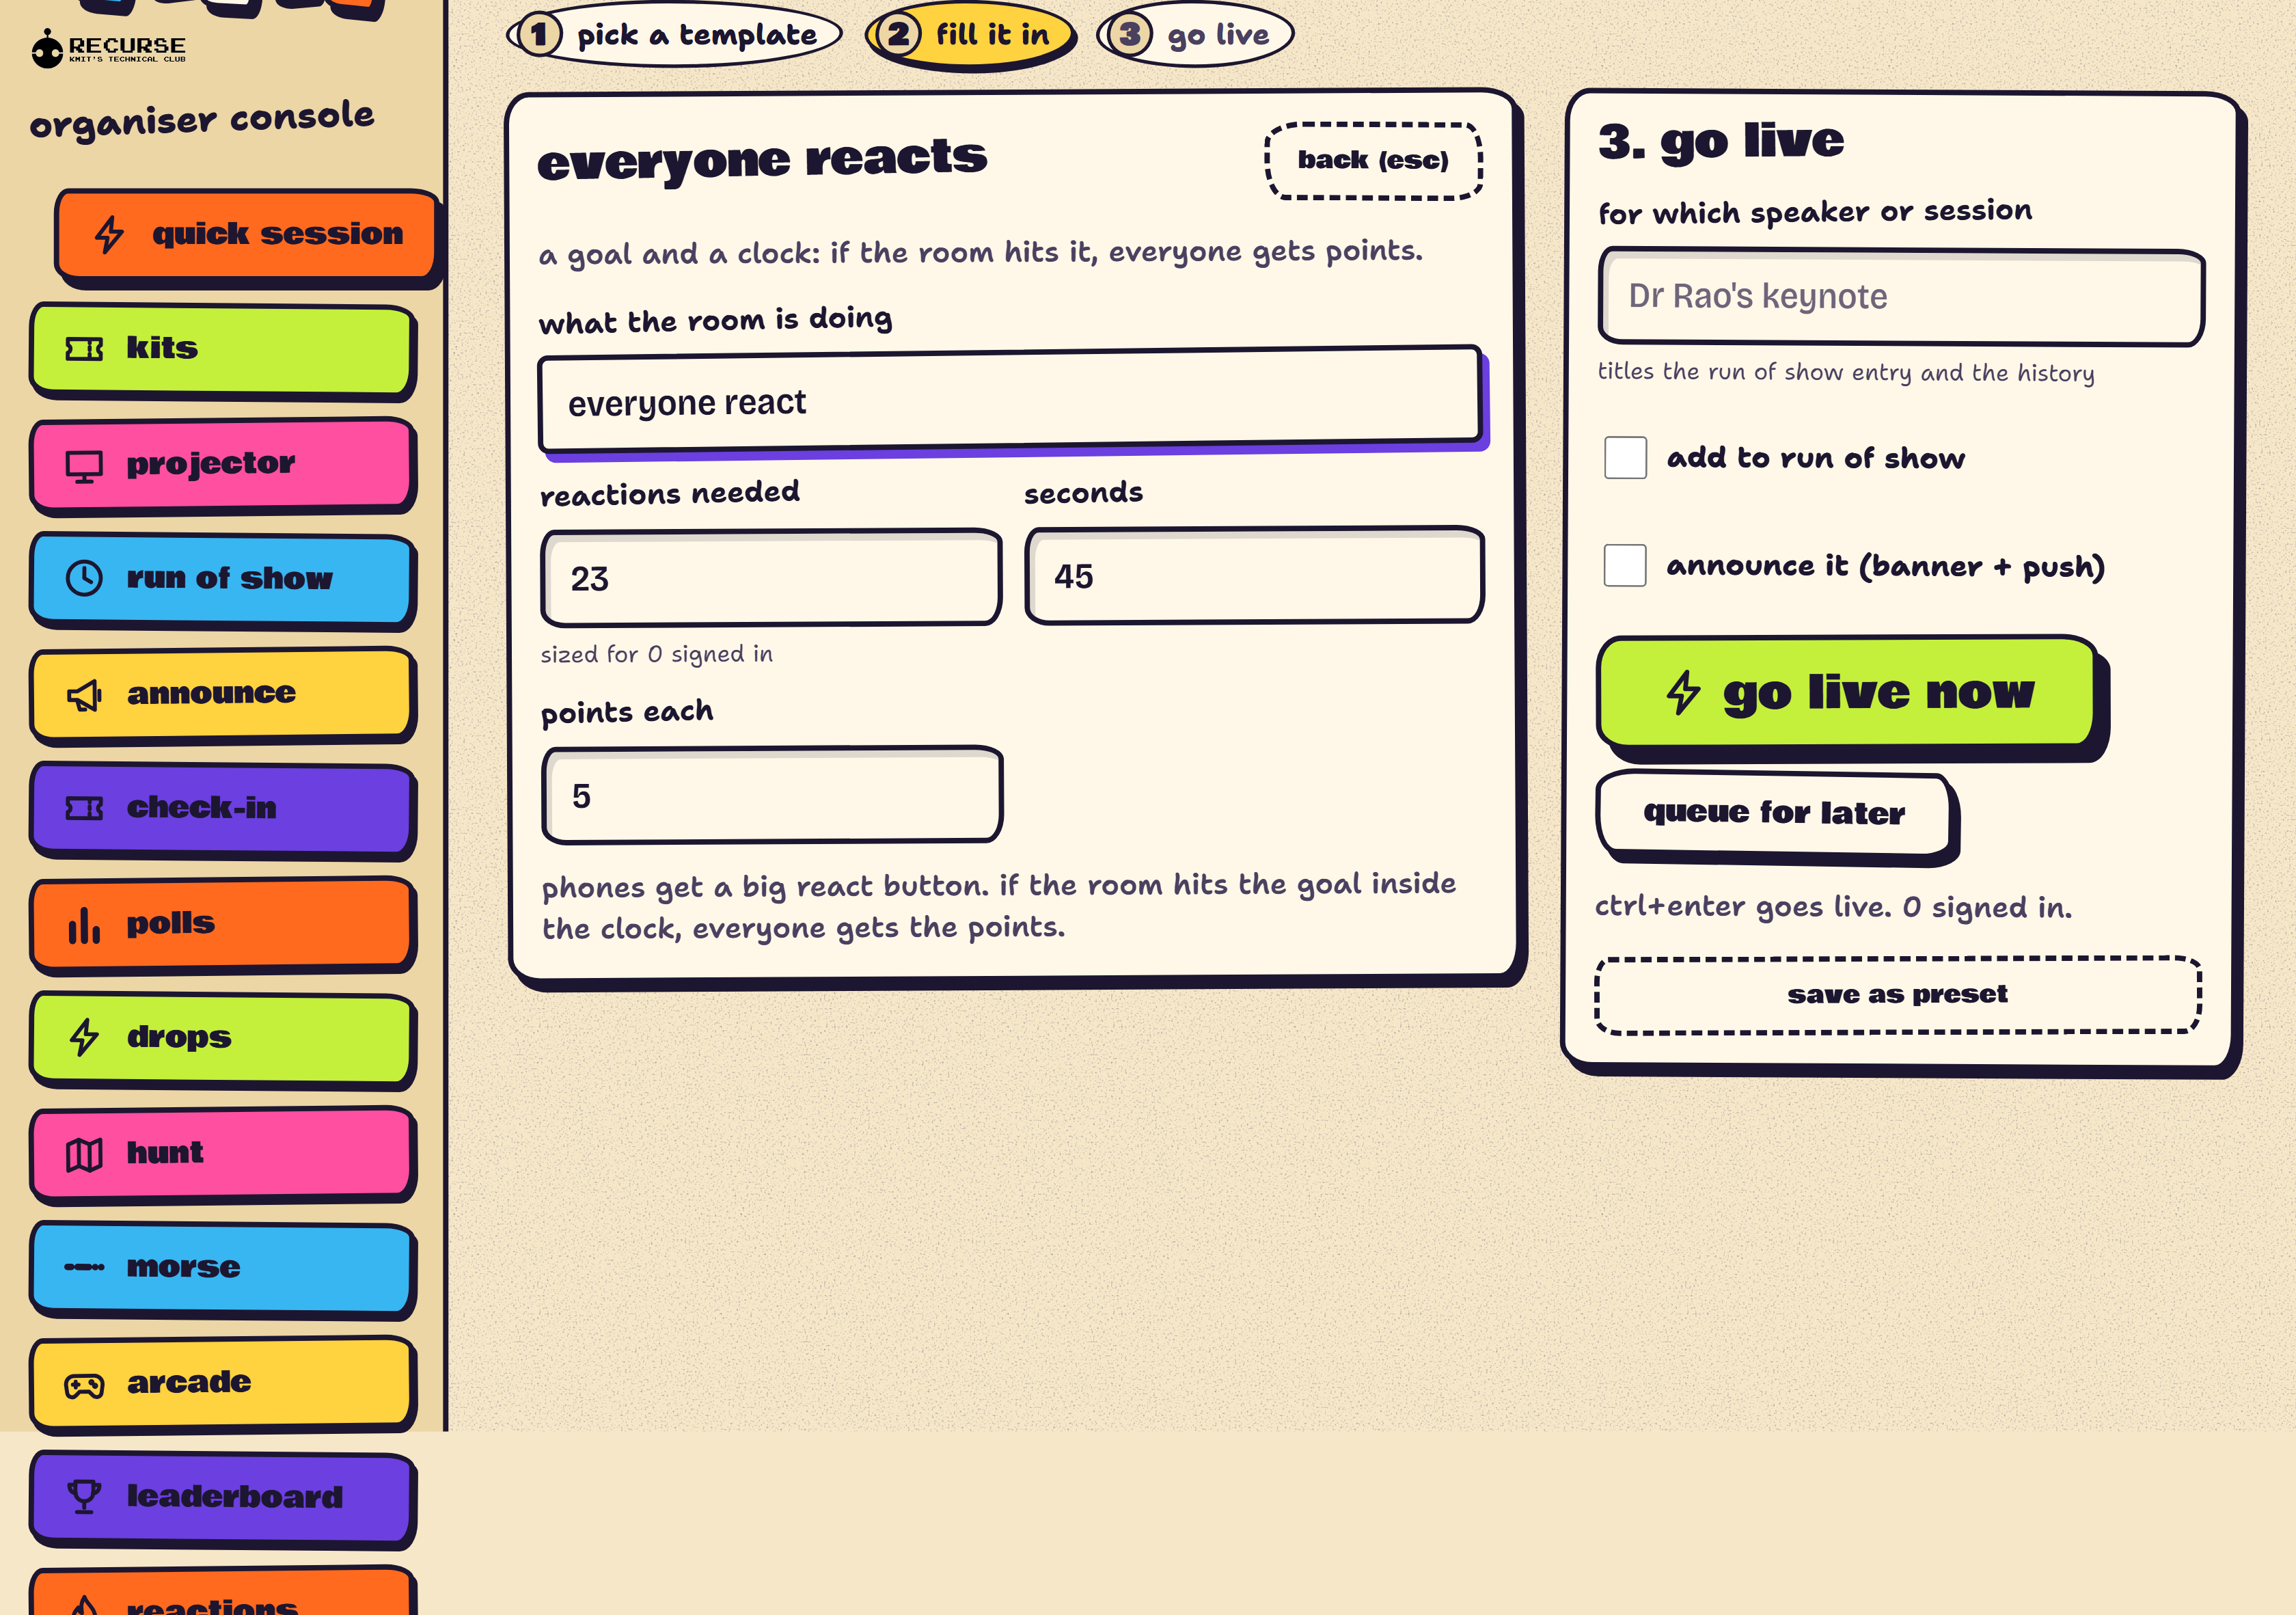 RECURSE
KMIT'S TECHNICAL CLUB
organiser console
quick session
kits
projector
run of show
announce
check-in
polls
drops
hunt
morse
arcade
leaderboard
reactions
1 pick a template
2 fill it in
3 go live
everyone reacts
back (esc)
a goal and a clock: if the room hits it, everyone gets points.
what the room is doing
everyone react
reactions needed
seconds
23
45
sized for 0 signed in
points each
5
phones get a big react button. if the room hits the goal inside
the clock, everyone gets the points.
3. go live
for which speaker or session
Dr Rao's keynote
titles the run of show entry and the history
add to run of show
announce it (banner + push)
go live now
queue for later
ctrl+enter goes live. 0 signed in.
save as preset